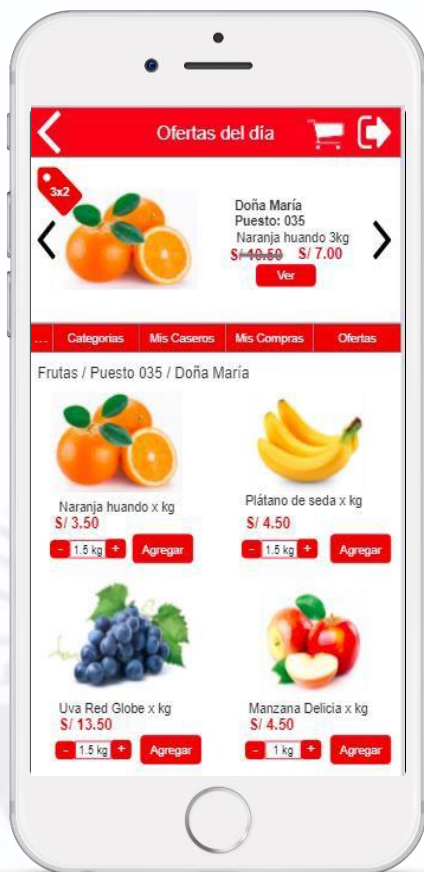 Ofertas del día
3x2
Doña María
Puesto: 035
Naranja huando 3kg
S/ 10.50 S/ 7.00
Ver
... Categorias Mis Caseros Mis Compras Ofertas
Frutas / Puesto 035 / Doña María
Naranja huando x kg
S/ 3.50
- 1.5 kg + Agregar
Plátano de seda x kg
S/ 4.50
- 1.5 kg + Agregar
Uva Red Globe x kg
S/ 13.50
- 1.5 kg + Agregar
Manzana Delicia x kg
S/ 4.50
- 1 kg + Agregar